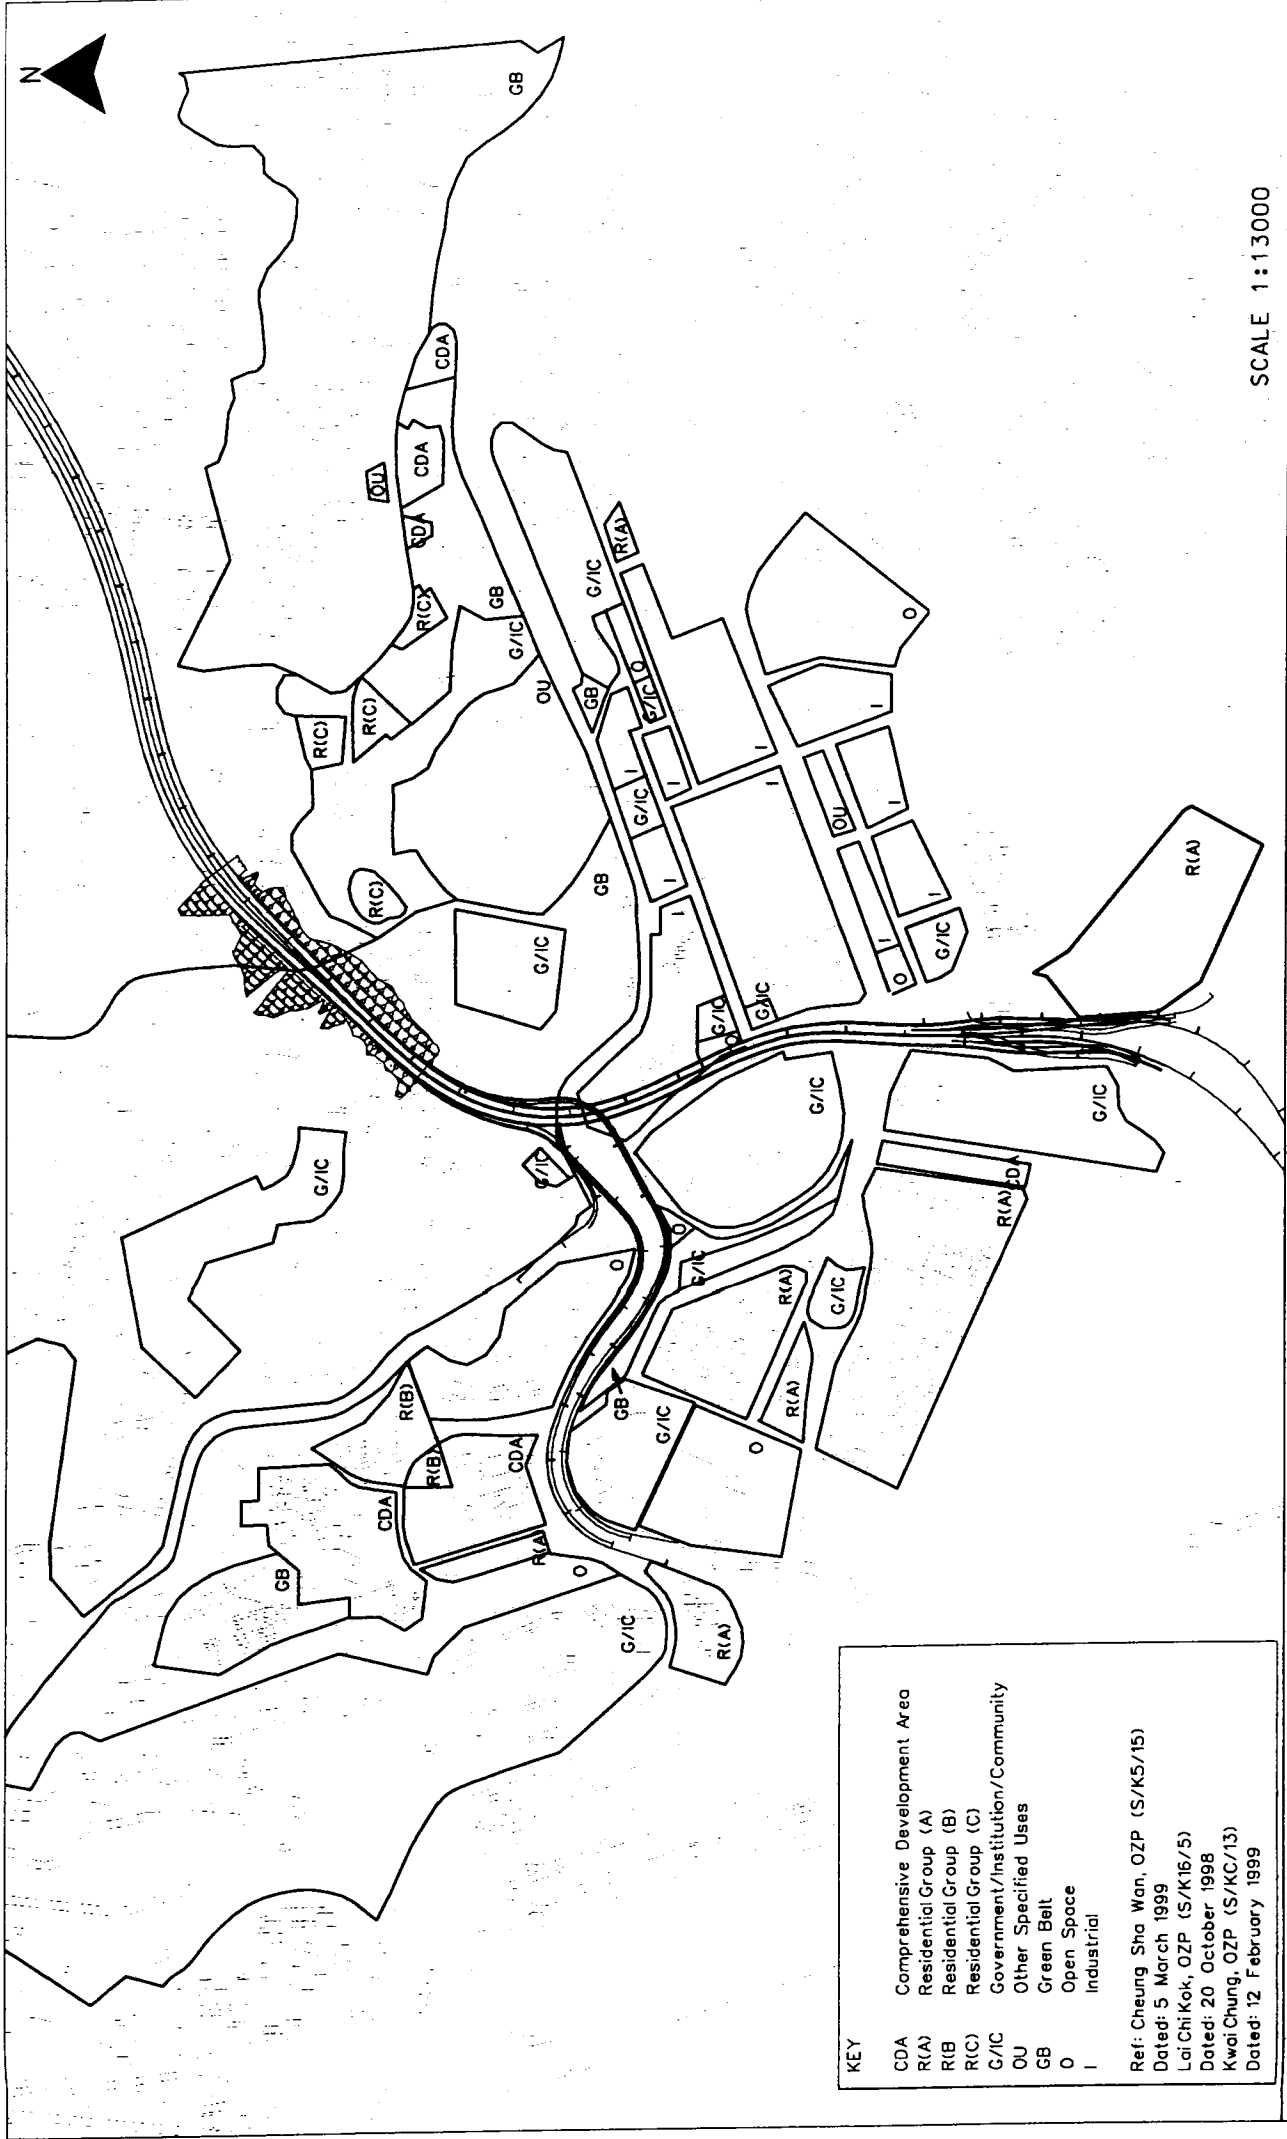 N
GB
G/IC
R(C)
R(C)
R(C)
OU
CDA
R(B)
CDA
CDA
R(C)
R(B)
CDA
GB
CDA
GB
G/IC
R(A
G/IC
G/IC
OU
O
GB
G/IC
GB
O
GB
R(A)
G/IC
I
O
G/IC
G/IC
G/IC
I
I
I
O
G/IC
G/IC
R(A)
O
O
I
G/IC
I
R(A)
R(A)
G/IC
G/IC
OU
I
I
I
O
O
I
G/IC
R(A)
CDA
G/IC
R(A)
KEY
CDA Comprehensive Development Area
R(A) Residential Group (A)
R(B Residential Group (B)
R(C) Residential Group (C)
G/IC Government/Institution/Community
OU Other Specified Uses
GB Green Belt
O Open Space
I Industrial
Ref: Cheung Sha Wan, OZP (S/K5/15)
Dated: 5 March 1999
Lai Chi Kok, OZP (S/K16/5)
Dated: 20 October 1998
Kwai Chung, OZP (S/KC/13)
Dated: 12 February 1999
SCALE 1:13000